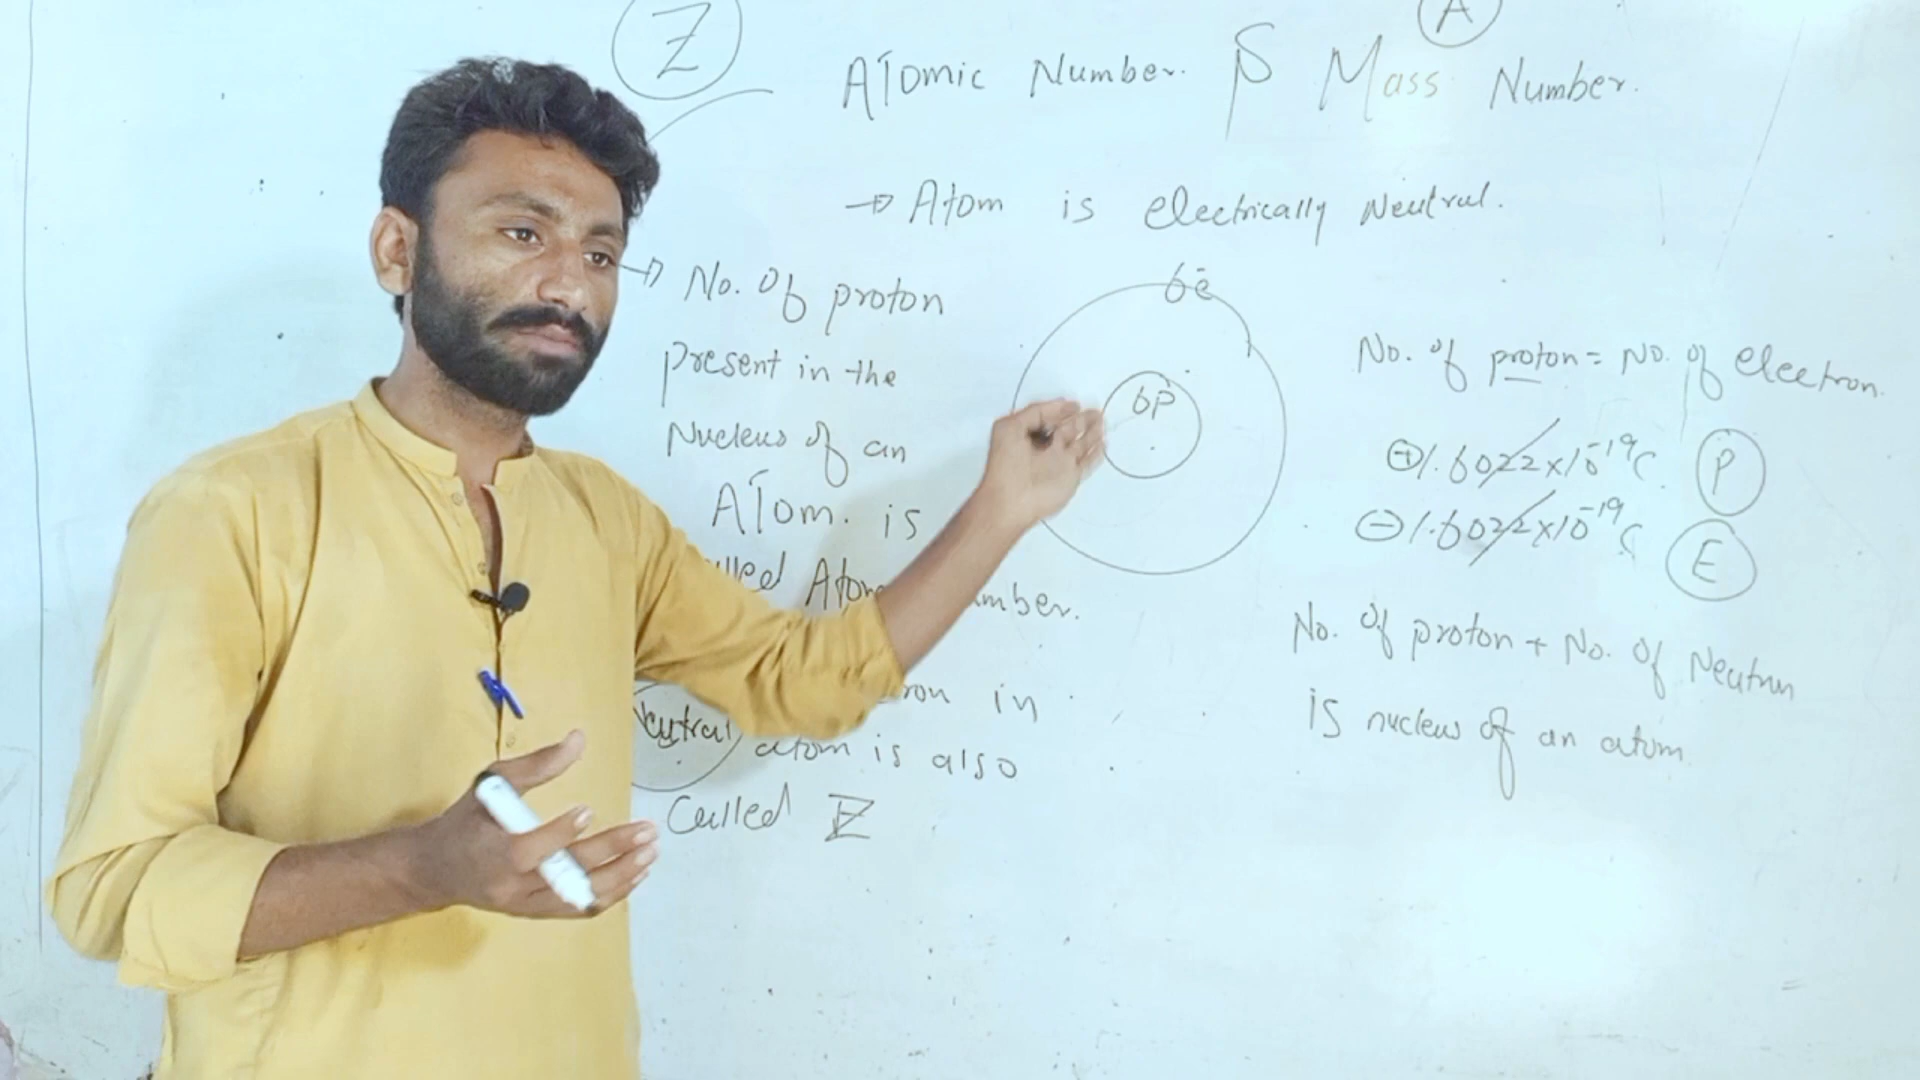 Z
A
Atomic Number. & Mass Number.
→ Atom is electrically Neutral.
→ No. of proton
present in the
Nucleus of an
Atom. is
Called Atomic Number.
in
Neutral atom is also
Called Z
6ē
6P
No. of proton = No. of electron.
⊕1.6022x10⁻¹⁹C. P
⊖1.6022x10⁻¹⁹C E
No. of proton + No. of Neutron
is nucleus of an atom